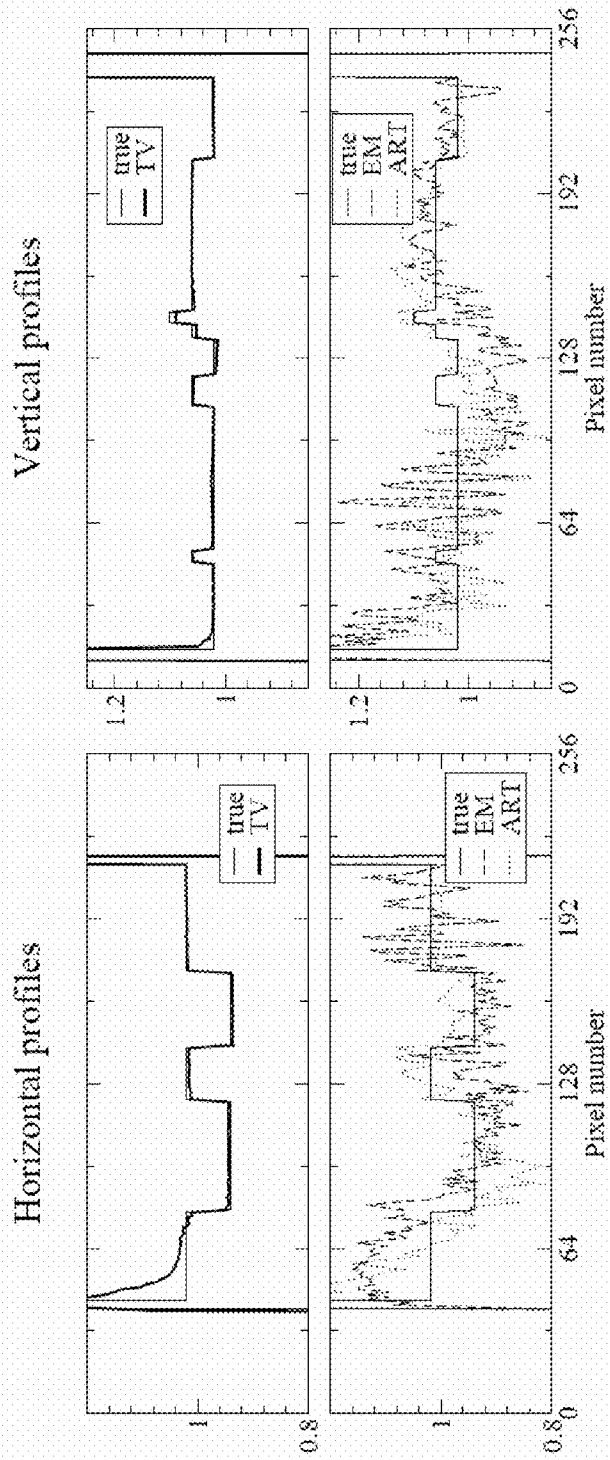 Horizontal profiles
1
0.8
true
TV
1
0.8
0
64
128
192
256
true
EM
ART
Pixel number
Vertical profiles
1.2
1
true
TV
1.2
1
0
64
128
192
256
true
EM
ART
Pixel number